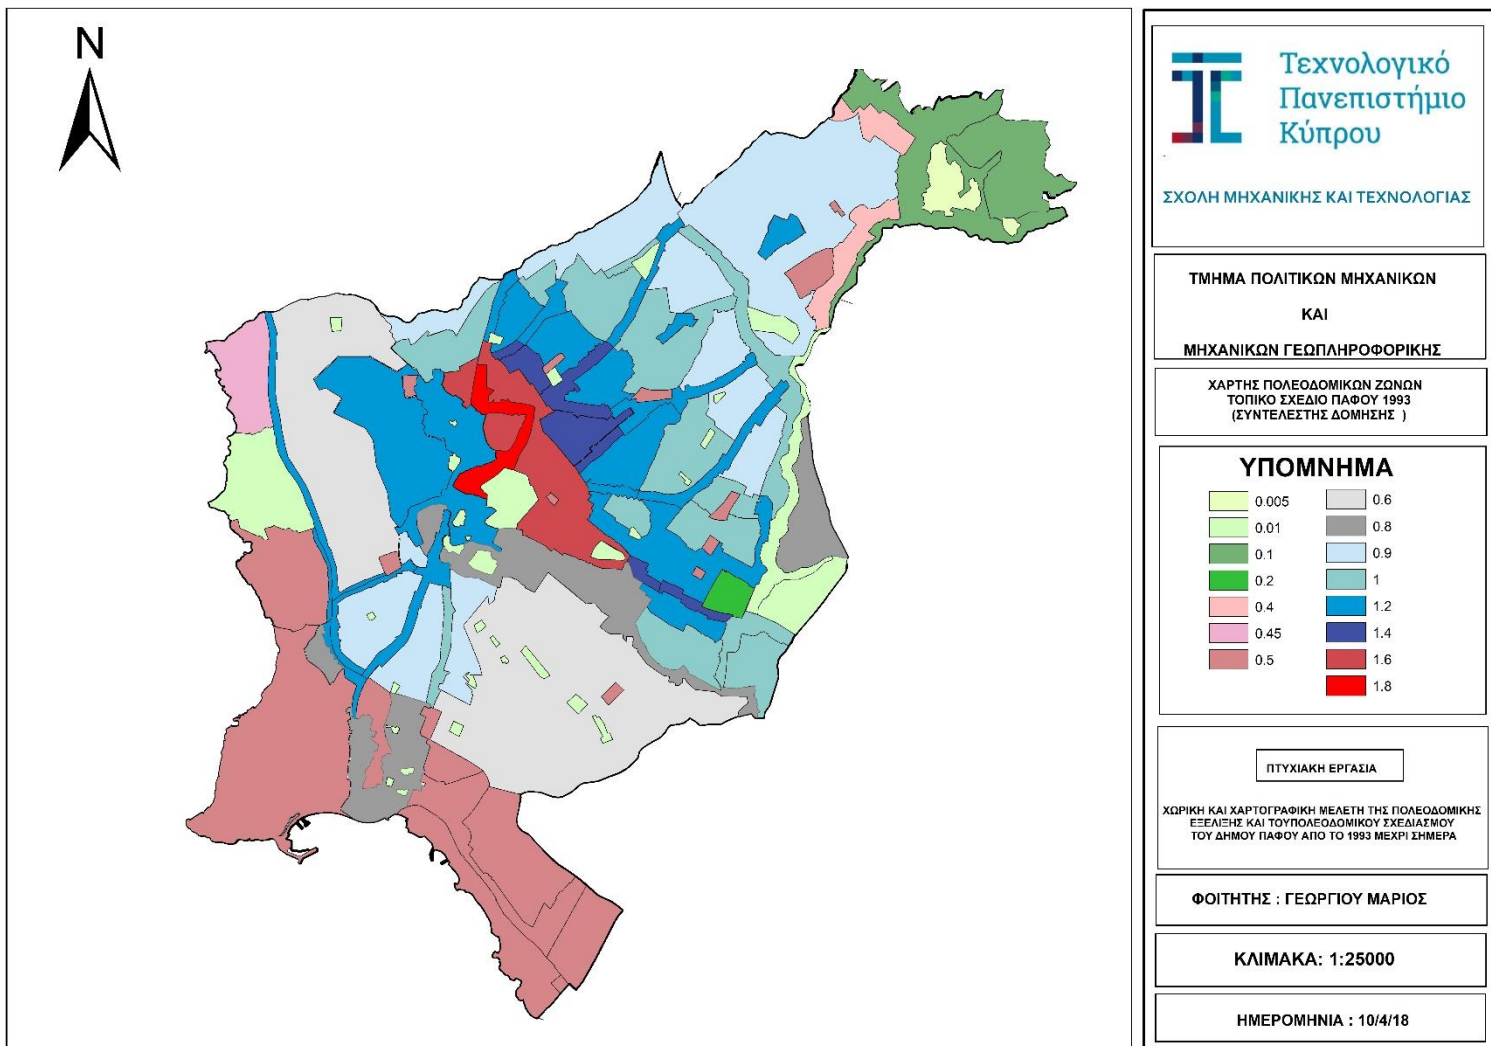 N
Τεχνολογικό
Πανεπιστήμιο
Κύπρου
ΣΧΟΛΗ ΜΗΧΑΝΙΚΗΣ ΚΑΙ ΤΕΧΝΟΛΟΓΙΑΣ
ΤΜΗΜΑ ΠΟΛΙΤΙΚΩΝ ΜΗΧΑΝΙΚΩΝ
ΚΑΙ
ΜΗΧΑΝΙΚΩΝ ΓΕΩΠΛΗΡΟΦΟΡΙΚΗΣ
ΧΑΡΤΗΣ ΠΟΛΕΟΔΟΜΙΚΩΝ ΖΩΝΩΝ
ΤΟΠΙΚΟ ΣΧΕΔΙΟ ΠΑΦΟΥ 1993
(ΣΥΝΤΕΛΕΣΤΗΣ ΔΟΜΗΣΗΣ )
ΥΠΟΜΝΗΜΑ
0.005
0.01
0.1
0.2
0.4
0.45
0.5
0.6
0.8
0.9
1
1.2
1.4
1.6
1.8
ΠΤΥΧΙΑΚΗ ΕΡΓΑΣΙΑ
ΧΩΡΙΚΗ ΚΑΙ ΧΑΡΤΟΓΡΑΦΙΚΗ ΜΕΛΕΤΗ ΤΗΣ ΠΟΛΕΟΔΟΜΙΚΗΣ
ΕΞΕΛΙΞΗΣ ΚΑΙ ΤΟΥΠΟΛΕΟΔΟΜΙΚΟΥ ΣΧΕΔΙΑΣΜΟΥ
ΤΟΥ ΔΗΜΟΥ ΠΑΦΟΥ ΑΠΟ ΤΟ 1993 ΜΕΧΡΙ ΣΗΜΕΡΑ
ΦΟΙΤΗΤΗΣ : ΓΕΩΡΓΙΟΥ ΜΑΡΙΟΣ
ΚΛΙΜΑΚΑ: 1:25000
ΗΜΕΡΟΜΗΝΙΑ : 10/4/18